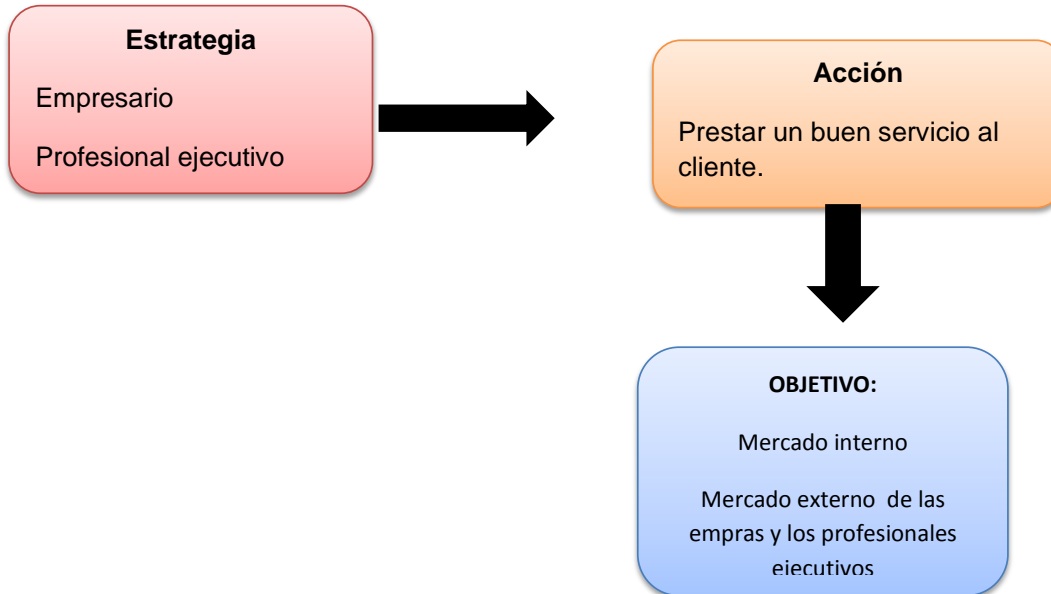 Estrategia
Empresario
Profesional ejecutivo
Acción
Prestar un buen servicio al
cliente.
OBJETIVO:
Mercado interno
Mercado externo de las
empras y los profesionales
ejecutivos